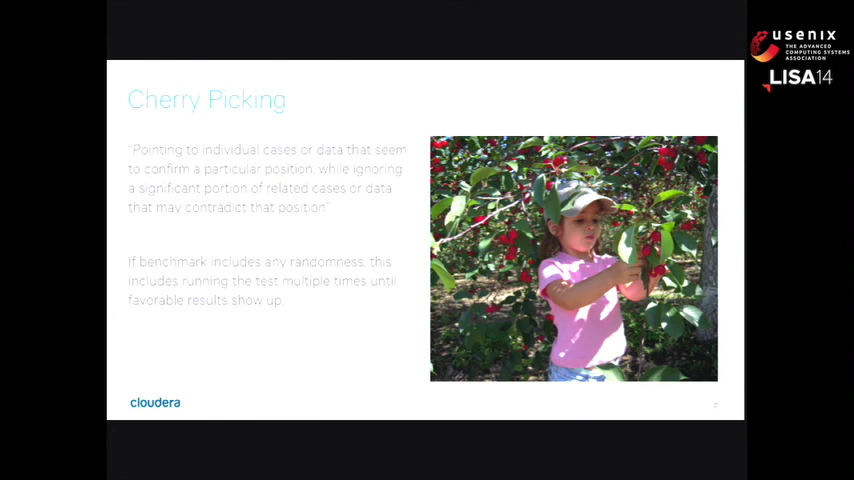 usenix
THE ADVANCED
COMPUTING SYSTEMS
ASSOCIATION
LISA14
Cherry Picking
"Pointing to individual cases or data that seem
to confirm a particular position, while ignoring
a significant portion of related cases or data
that may contradict that position"
If benchmark includes any randomness, this
includes running the test multiple times until
favorable results show up.
cloudera